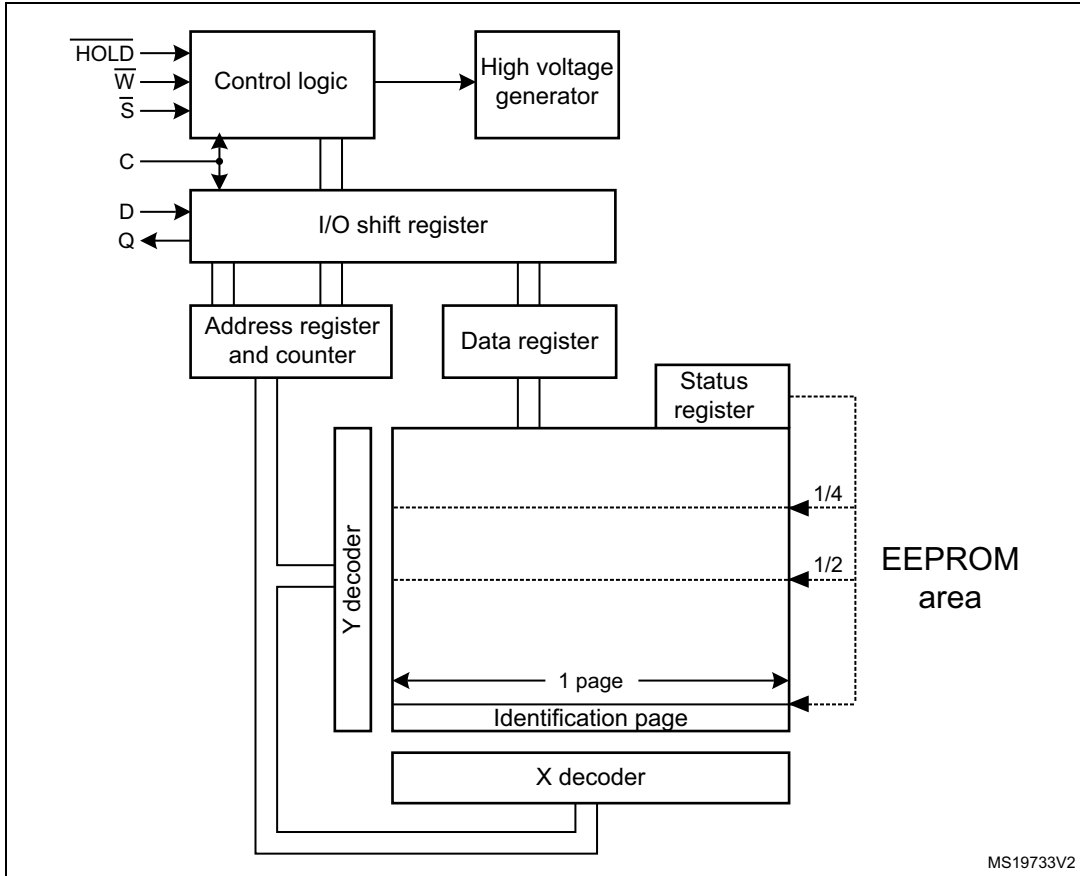 H̅O̅L̅D̅
W̅
S̅
Control logic
High voltage
generator
C
D
Q
I/O shift register
Address register
and counter
Data register
Status
register
Y decoder
1/4
1/2
EEPROM
area
1 page
Identification page
X decoder
MS19733V2